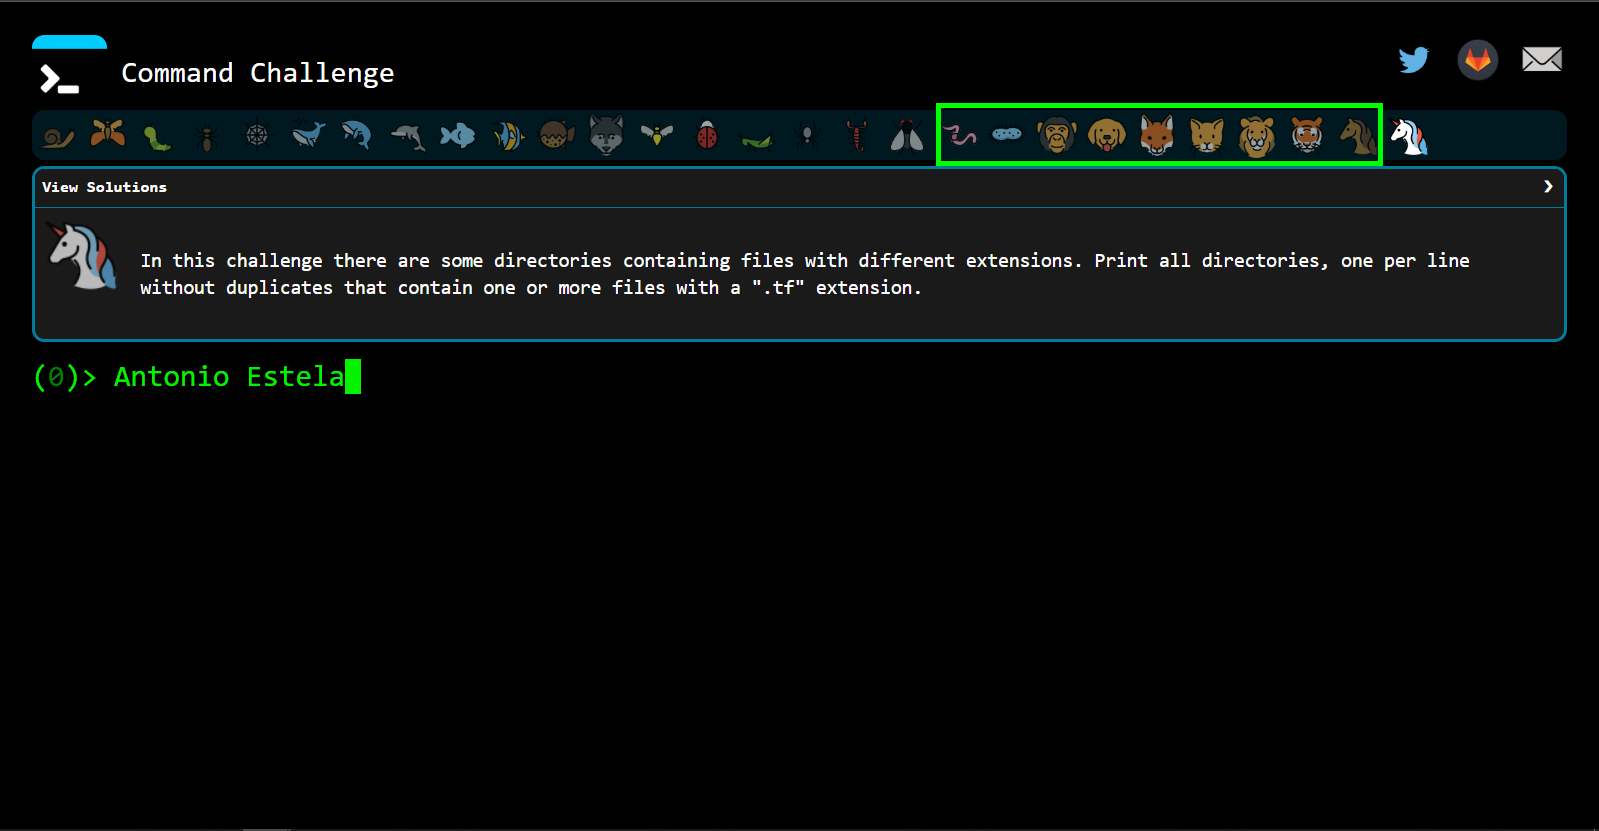 Command Challenge
View Solutions
In this challenge there are some directories containing files with different extensions. Print all directories, one per line
without duplicates that contain one or more files with a ".tf" extension.
(0)> Antonio Estela